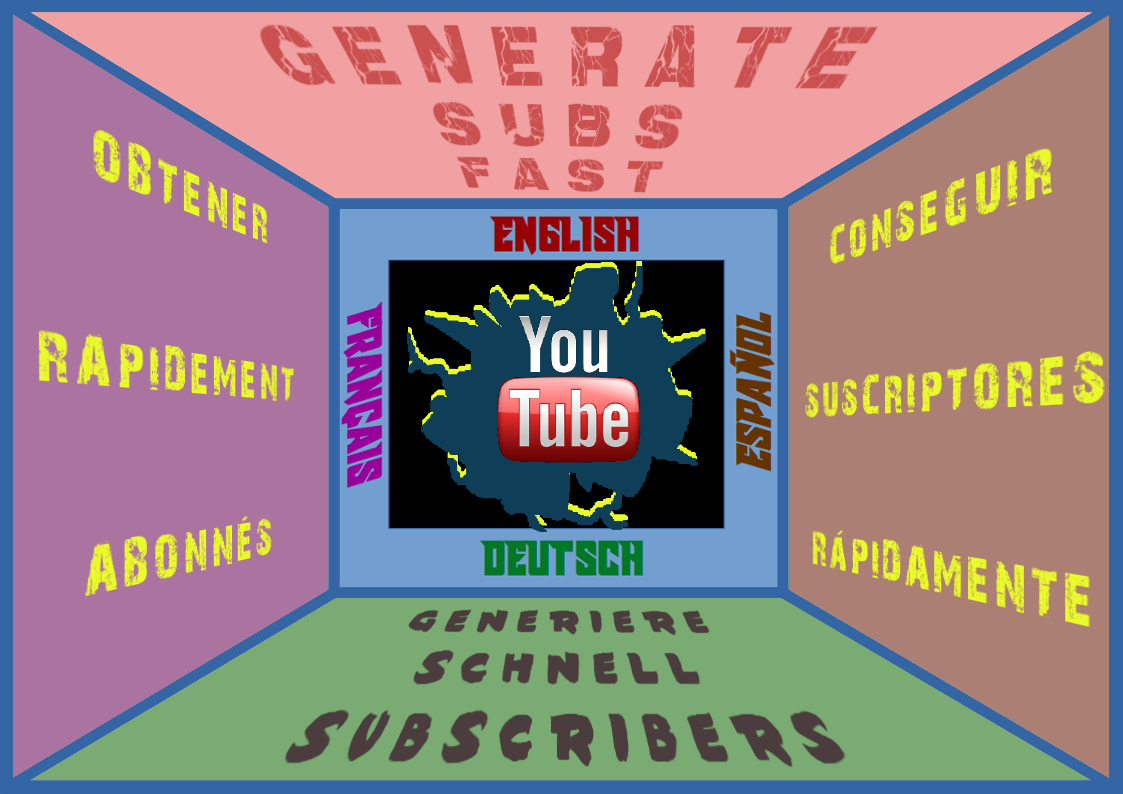 GENERATE
SUBS
FAST
OBTENER
RAPIDEMENT
ABONNÉS
ENGLISH
FRANÇAIS
You
Tube
ESPAÑOL
DEUTSCH
CONSEGUIR
SUSCRIPTORES
RÁPIDAMENTE
GENERIERE
SCHNELL
SUBSCRIBERS